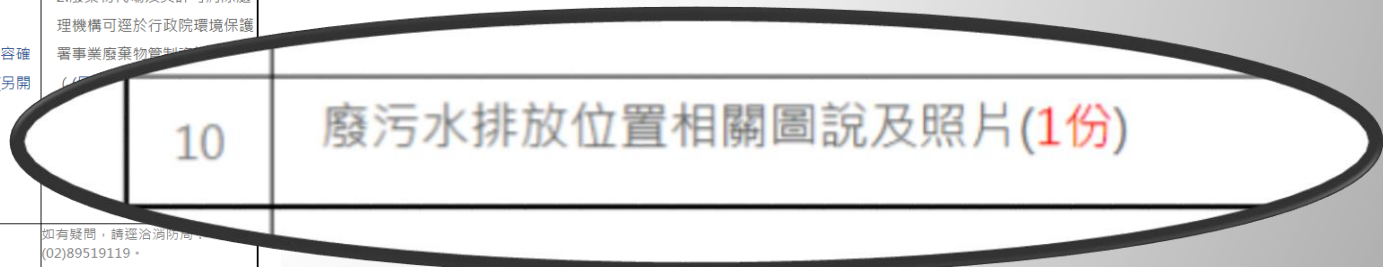 理機構可逕於行政院環境保護
容確
署事業廢棄物管制
另開
10
廢污水排放位置相關圖說及照片(1份)
如有疑問，請逕洽消防局：
(02)89519119。